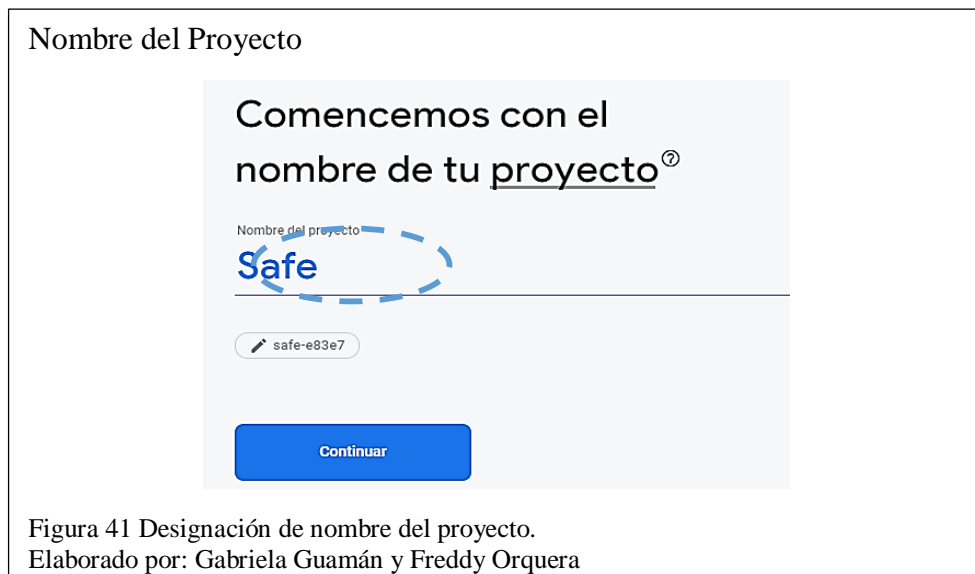 Nombre del Proyecto
Comencemos con el
nombre de tu proyecto
Nombre del proyecto
Safe
safe-e83e7
Continuar
Figura 41 Designación de nombre del proyecto.
Elaborado por: Gabriela Guamán y Freddy Orquera